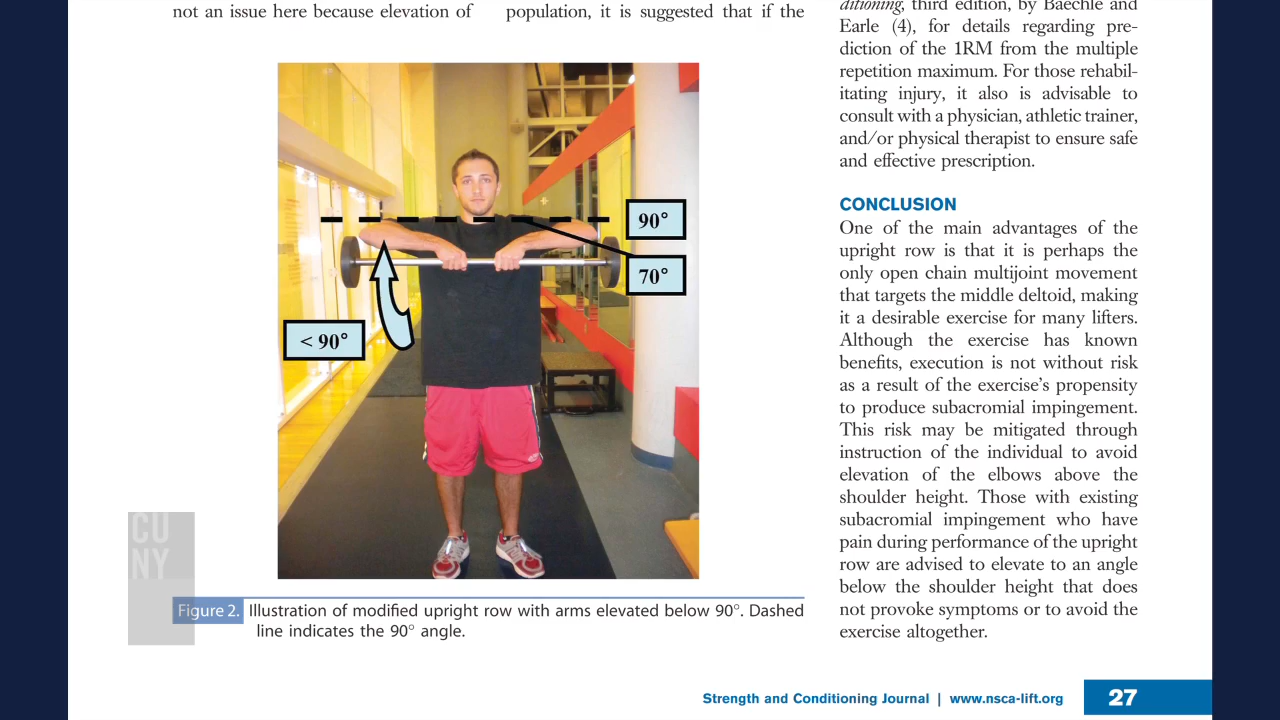 not an issue here because elevation of
population, it is suggested that if the
90°
70°
< 90°
CU
NY
Figure 2. Illustration of modified upright row with arms elevated below 90°. Dashed
line indicates the 90° angle.
ditioning, third edition, by Baechle and
Earle (4), for details regarding pre-
diction of the 1RM from the multiple
repetition maximum. For those rehabil-
itating injury, it also is advisable to
consult with a physician, athletic trainer,
and/or physical therapist to ensure safe
and effective prescription.
CONCLUSION
One of the main advantages of the
upright row is that it is perhaps the
only open chain multijoint movement
that targets the middle deltoid, making
it a desirable exercise for many lifters.
Although the exercise has known
benefits, execution is not without risk
as a result of the exercise's propensity
to produce subacromial impingement.
This risk may be mitigated through
instruction of the individual to avoid
elevation of the elbows above the
shoulder height. Those with existing
subacromial impingement who have
pain during performance of the upright
row are advised to elevate to an angle
below the shoulder height that does
not provoke symptoms or to avoid the
exercise altogether.
Strength and Conditioning Journal | www.nsca-lift.org
27